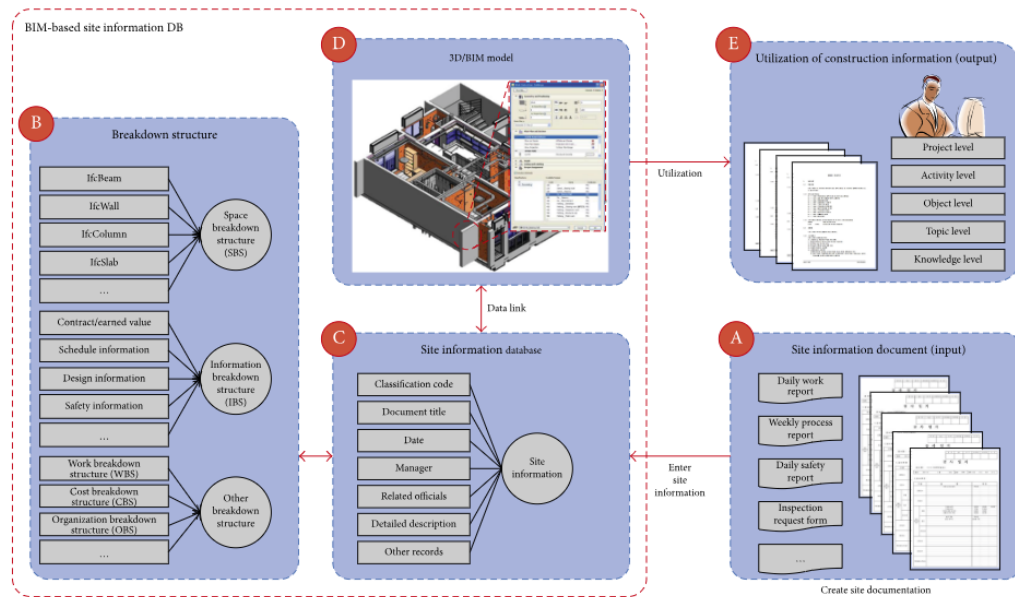 BIM-based site information DB
B
Breakdown structure
IfcBeam
IfcWall
IfcColumn
IfcSlab
...
Space
breakdown
structure
(SBS)
Contract/earned value
Schedule information
Design information
Safety information
...
Information
breakdown
structure
(IBS)
Work breakdown
structure (WBS)
Cost breakdown
structure (CBS)
Organization breakdown
structure (OBS)
...
Other
breakdown
structure
D
3D/BIM model
Data link
C
Site information database
Classification code
Document title
Date
Manager
Related officials
Detailed description
Other records
Site
information
Utilization
E
Utilization of construction information (output)
Project level
Activity level
Object level
Topic level
Knowledge level
Enter
site
information
A
Site information document (input)
Daily work
report
Weekly process
report
Daily safety
report
Inspection
request form
...
Create site documentation